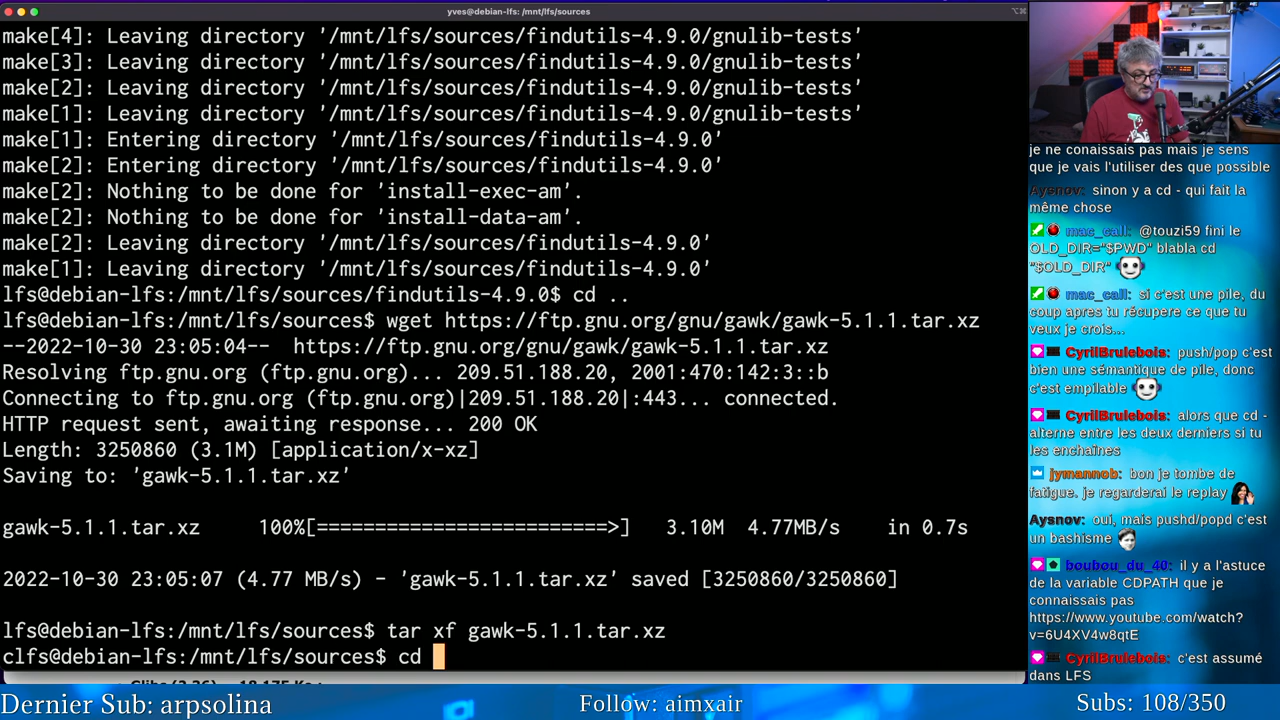 yves@debian-lfs: /mnt/lfs/sources
⌥⌘
make[4]: Leaving directory '/mnt/lfs/sources/findutils-4.9.0/gnulib-tests'
make[3]: Leaving directory '/mnt/lfs/sources/findutils-4.9.0/gnulib-tests'
make[2]: Leaving directory '/mnt/lfs/sources/findutils-4.9.0/gnulib-tests'
make[1]: Leaving directory '/mnt/lfs/sources/findutils-4.9.0/gnulib-tests'
make[1]: Entering directory '/mnt/lfs/sources/findutils-4.9.0'
make[2]: Entering directory '/mnt/lfs/sources/findutils-4.9.0'
make[2]: Nothing to be done for 'install-exec-am'.
make[2]: Nothing to be done for 'install-data-am'.
make[2]: Leaving directory '/mnt/lfs/sources/findutils-4.9.0'
make[1]: Leaving directory '/mnt/lfs/sources/findutils-4.9.0'
lfs@debian-lfs:/mnt/lfs/sources/findutils-4.9.0$ cd ..
lfs@debian-lfs:/mnt/lfs/sources$ wget https://ftp.gnu.org/gnu/gawk/gawk-5.1.1.tar.xz
--2022-10-30 23:05:04--  https://ftp.gnu.org/gnu/gawk/gawk-5.1.1.tar.xz
Resolving ftp.gnu.org (ftp.gnu.org)... 209.51.188.20, 2001:470:142:3::b
Connecting to ftp.gnu.org (ftp.gnu.org)|209.51.188.20|:443... connected.
HTTP request sent, awaiting response... 200 OK
Length: 3250860 (3.1M) [application/x-xz]
Saving to: 'gawk-5.1.1.tar.xz'
gawk-5.1.1.tar.xz     100%[=========================>]   3.10M  4.77MB/s    in 0.7s
2022-10-30 23:05:07 (4.77 MB/s) - 'gawk-5.1.1.tar.xz' saved [3250860/3250860]
lfs@debian-lfs:/mnt/lfs/sources$ tar xf gawk-5.1.1.tar.xz
clfs@debian-lfs:/mnt/lfs/sources$ cd
je ne conaissais pas mais je sens
que je vais l'utiliser des que possible
Aysnov: sinon y a cd - qui fait la
même chose
mac_call: @touzi59 fini le
OLD_DIR="$PWD" blabla cd
"$OLD_DIR"
mac_call: si c'est une pile, du
coup apres tu récupere ce que tu
veux je crois...
CyrilBrulebois: push/pop c'est
bien une sémantique de pile, donc
c'est empilable
CyrilBrulebois: alors que cd -
alterne entre les deux derniers si tu
les enchaînes
jymannob: bon je tombe de
fatigue. je regarderai le replay
Aysnov: oui, mais pushd/popd c'est
un bashisme
boubou_du_40: il y a l'astuce
de la variable CDPATH que je
connaissais pas
https://www.youtube.com/watch?
v=6U4XV4w8qtE
CyrilBrulebois: c'est assumé
dans LFS
Dernier Sub: arpsolina
Follow: aimxair
Subs: 108/350